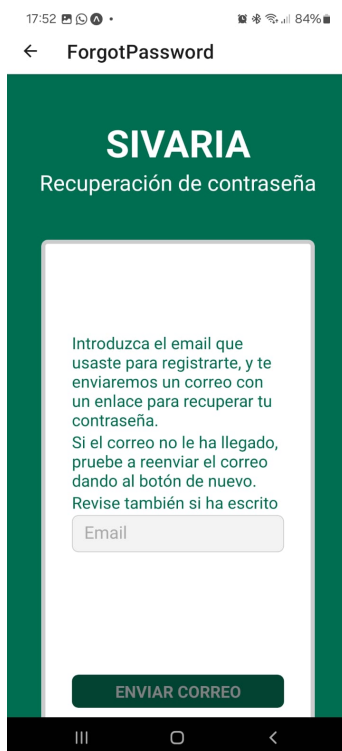 17:52
84%
ForgotPassword
SIVARIA
Recuperación de contraseña
Introduzca el email que
usaste para registrarte, y te
enviaremos un correo con
un enlace para recuperar tu
contraseña.
Si el correo no le ha llegado,
pruebe a reenviar el correo
dando al botón de nuevo.
Revise también si ha escrito
Email
ENVIAR CORREO